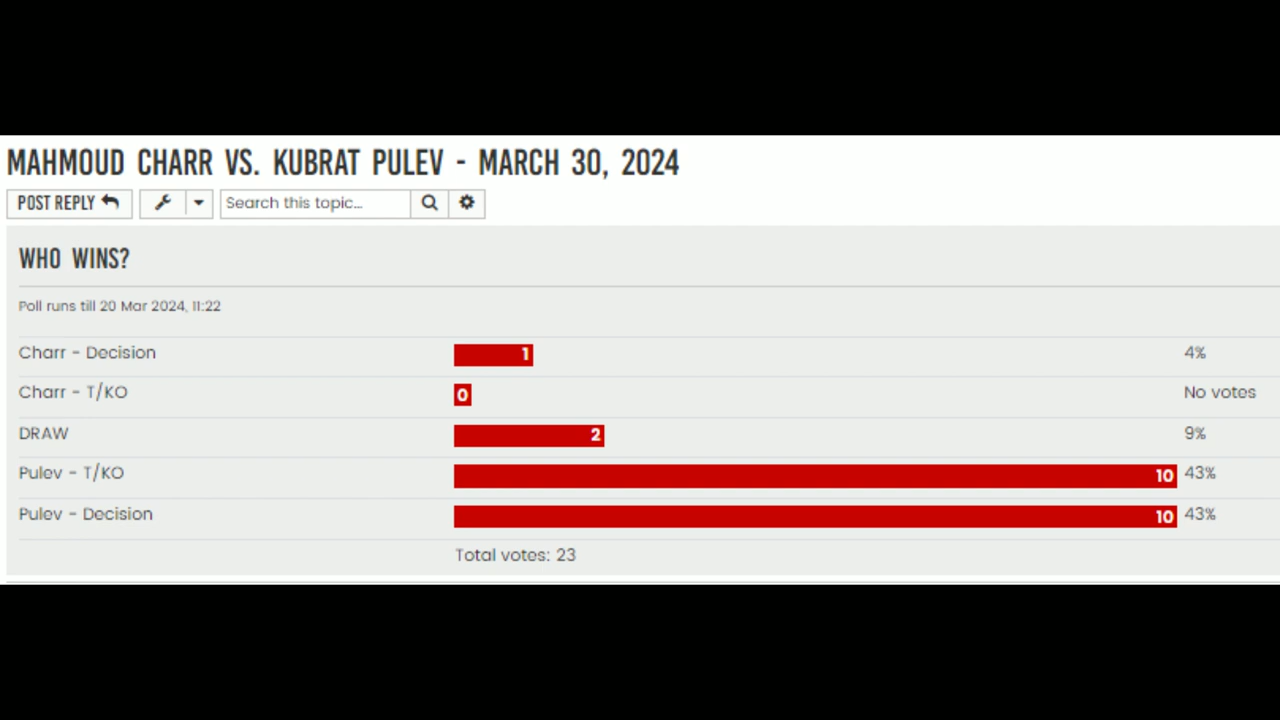 MAHMOUD CHARR VS. KUBRAT PULEV - MARCH 30, 2024
POST REPLY Search this topic...
WHO WINS?
Poll runs till 20 Mar 2024, 11:22
Charr - Decision 1 4%
Charr - T/KO 0 No votes
DRAW 2 9%
Pulev - T/KO 10 43%
Pulev - Decision 10 43%
Total votes: 23